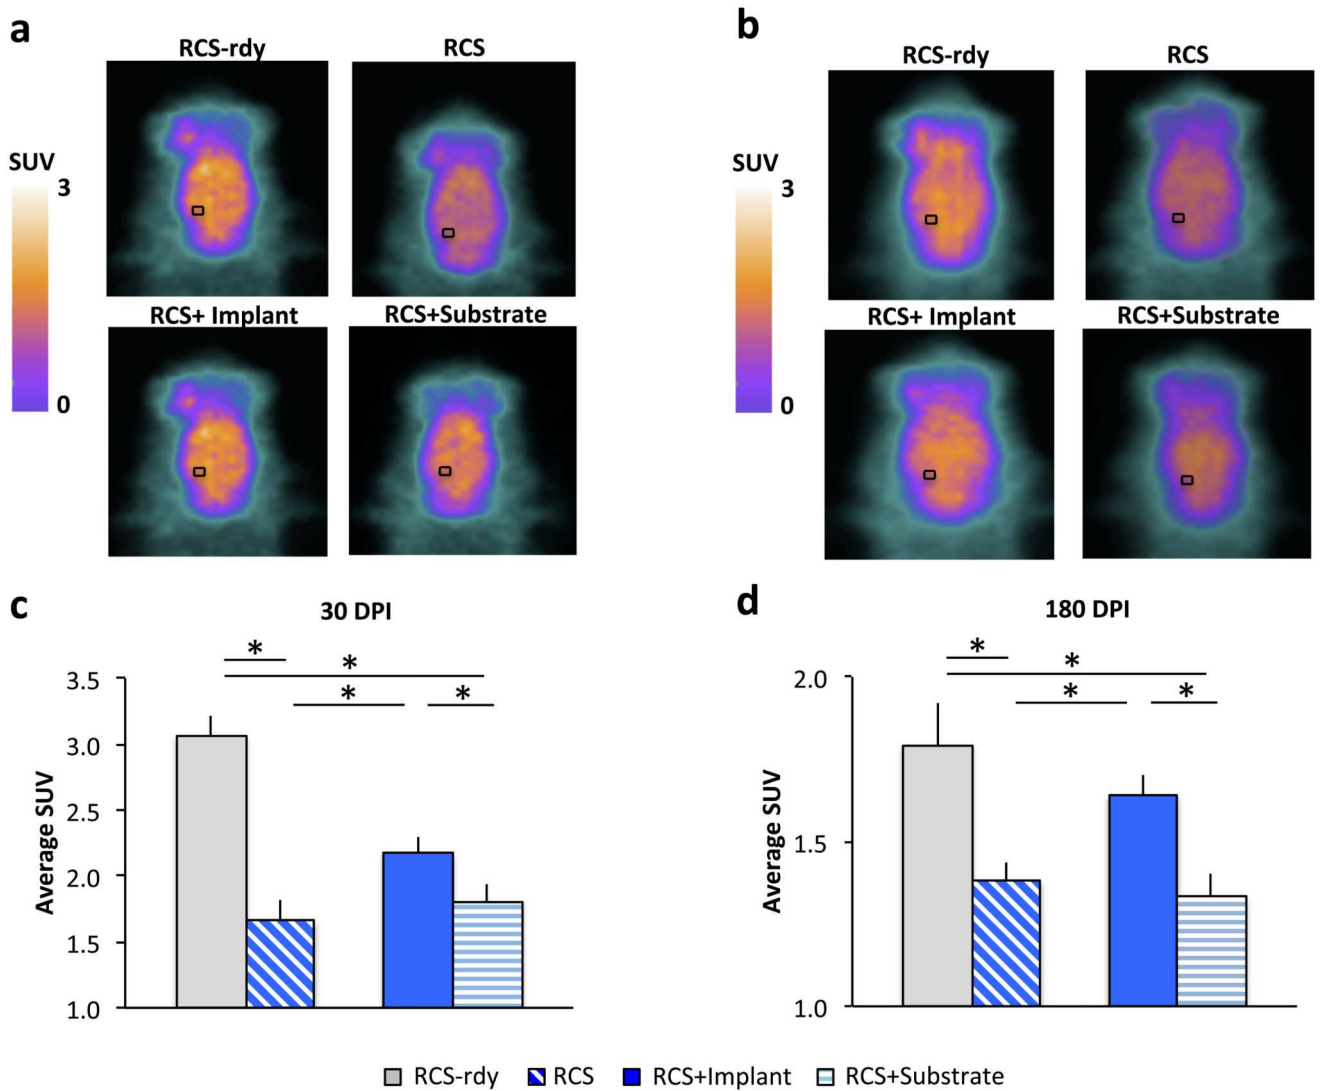 a
RCS-rdy
RCS
SUV
3
0
RCS+ Implant
RCS+Substrate
b
RCS-rdy
RCS
SUV
3
0
RCS+ Implant
RCS+Substrate
c
30 DPI
*
*
*
*
3.5
3.0
2.5
2.0
1.5
1.0
Average SUV
d
180 DPI
*
*
*
*
2.0
1.5
1.0
Average SUV
RCS-rdy RCS RCS+Implant RCS+Substrate